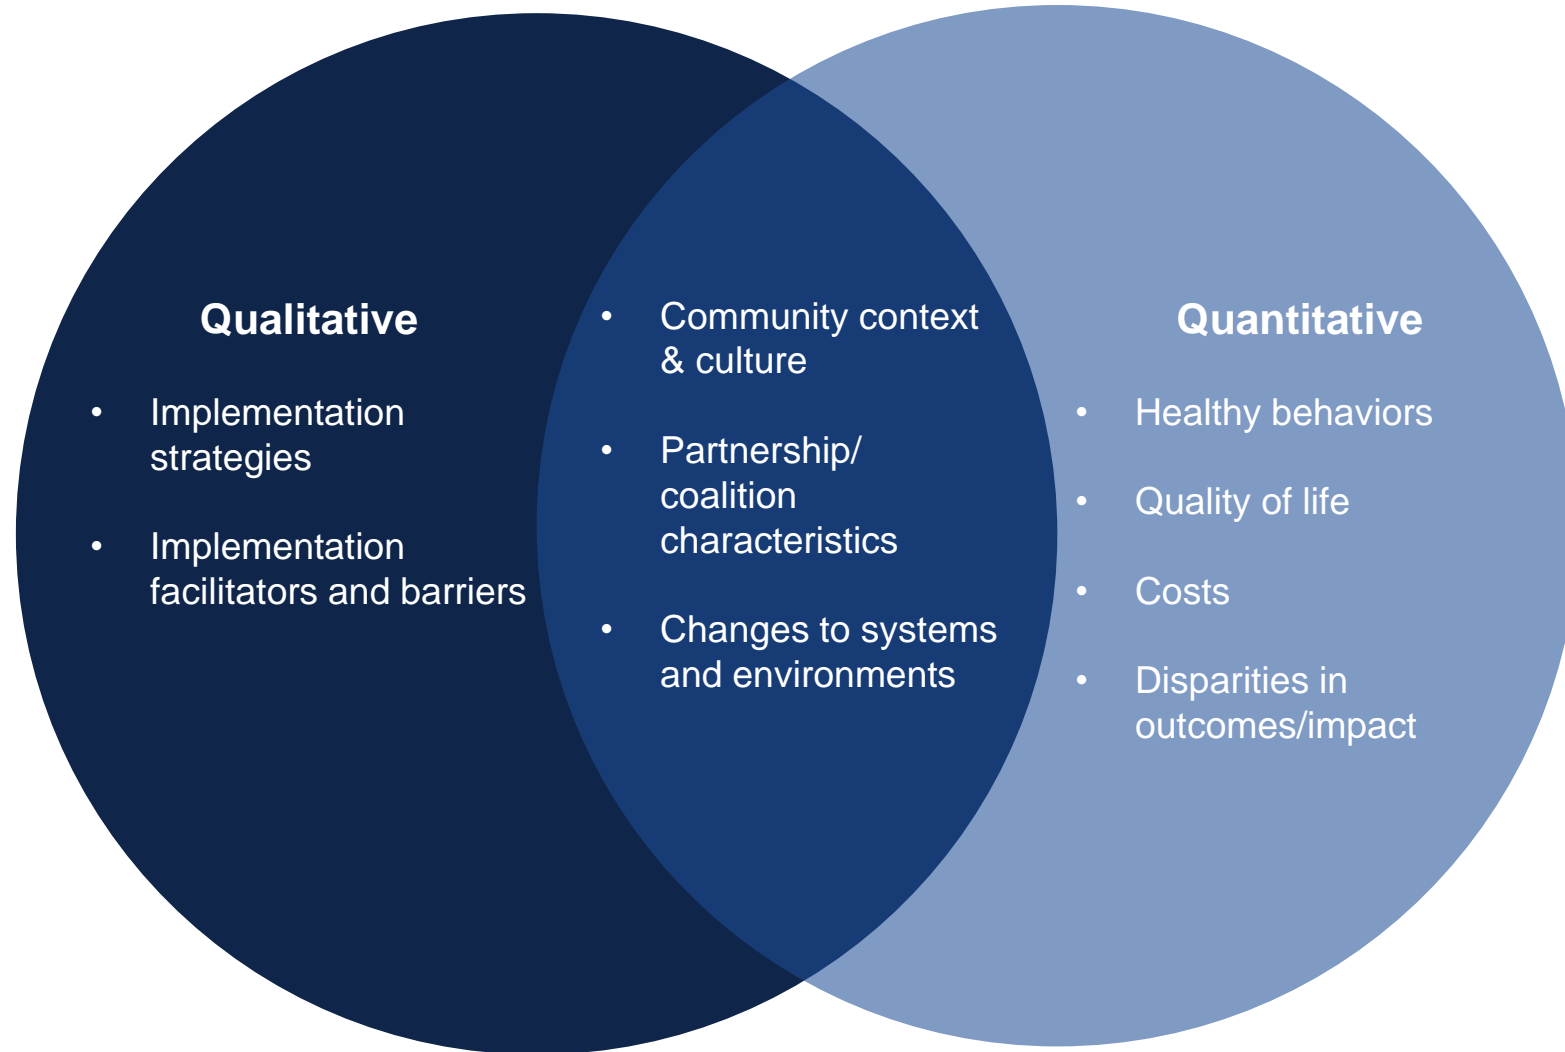 Qualitative
• Implementation
strategies
• Implementation
facilitators and barriers
• Community context
& culture
• Partnership/
coalition
characteristics
• Changes to systems
and environments
Quantitative
• Healthy behaviors
• Quality of life
• Costs
• Disparities in
outcomes/impact